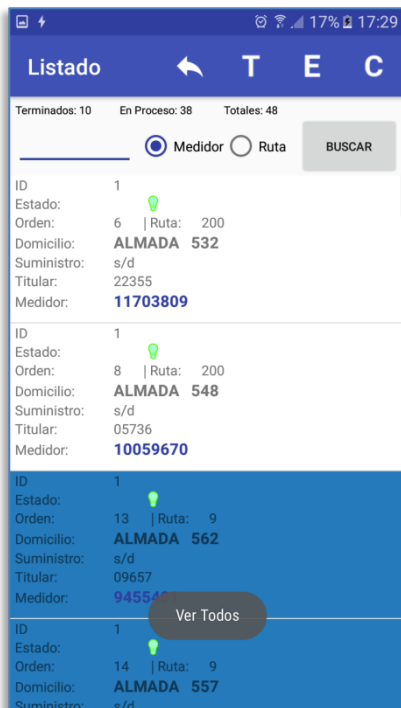 17% 17:29
Listado T E C
Terminados: 10 En Proceso: 38 Totales: 48
Medidor Ruta BUSCAR
ID 1
Estado:
Orden: 6 | Ruta: 200
Domicilio: ALMADA 532
Suministro: s/d
Titular: 22355
Medidor: 11703809
ID 1
Estado:
Orden: 8 | Ruta: 200
Domicilio: ALMADA 548
Suministro: s/d
Titular: 05736
Medidor: 10059670
ID 1
Estado:
Orden: 13 | Ruta: 9
Domicilio: ALMADA 562
Suministro: s/d
Titular: 09657
Medidor:
Ver Todos
ID 1
Estado:
Orden: 14 | Ruta: 9
Domicilio: ALMADA 557
Suministro: s/d